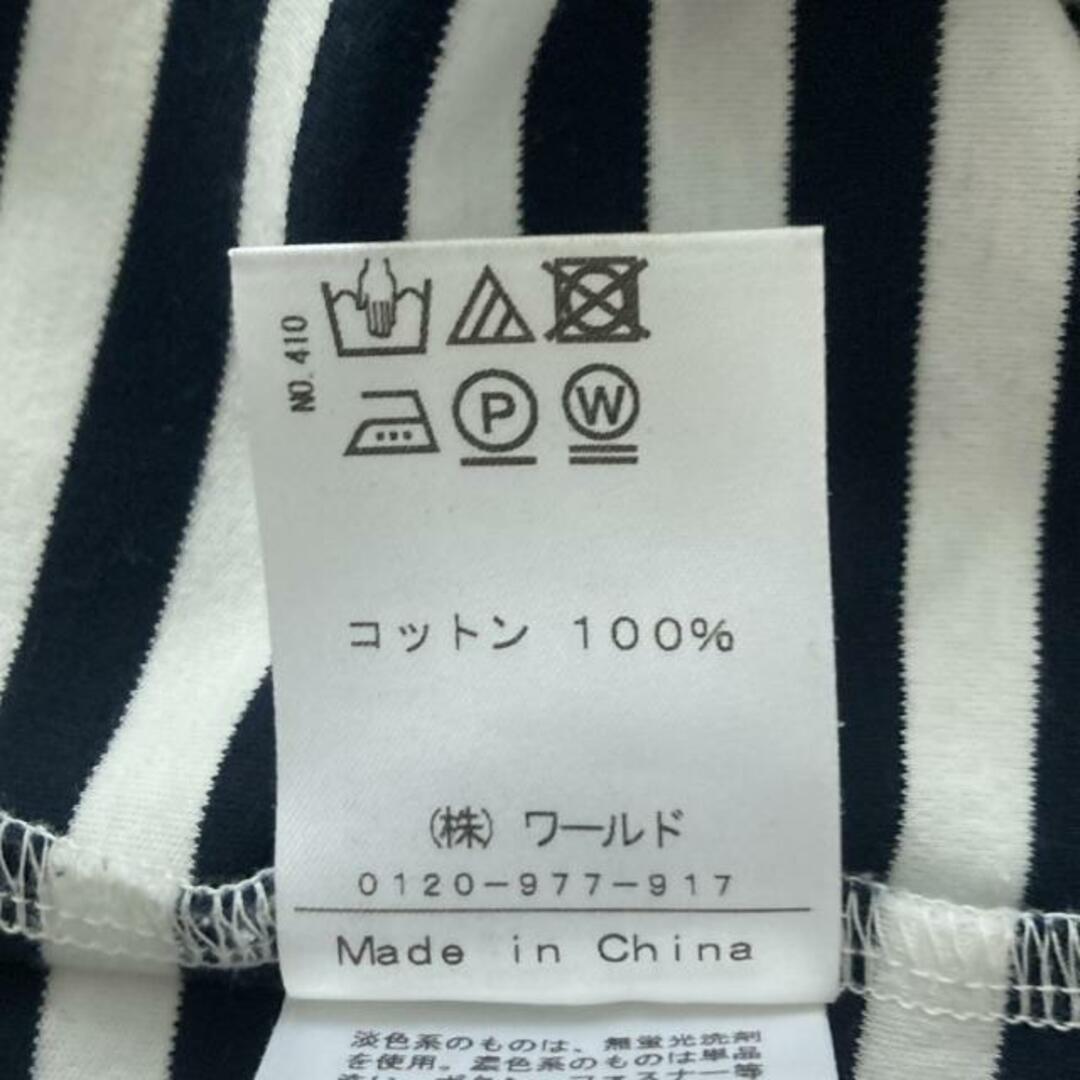 NO. 410
P
W
コットン 100%
(株) ワールド
0120-977-917
Made in China
淡色系のものは、無蛍光洗剤
を使用。濃色系のものは単品